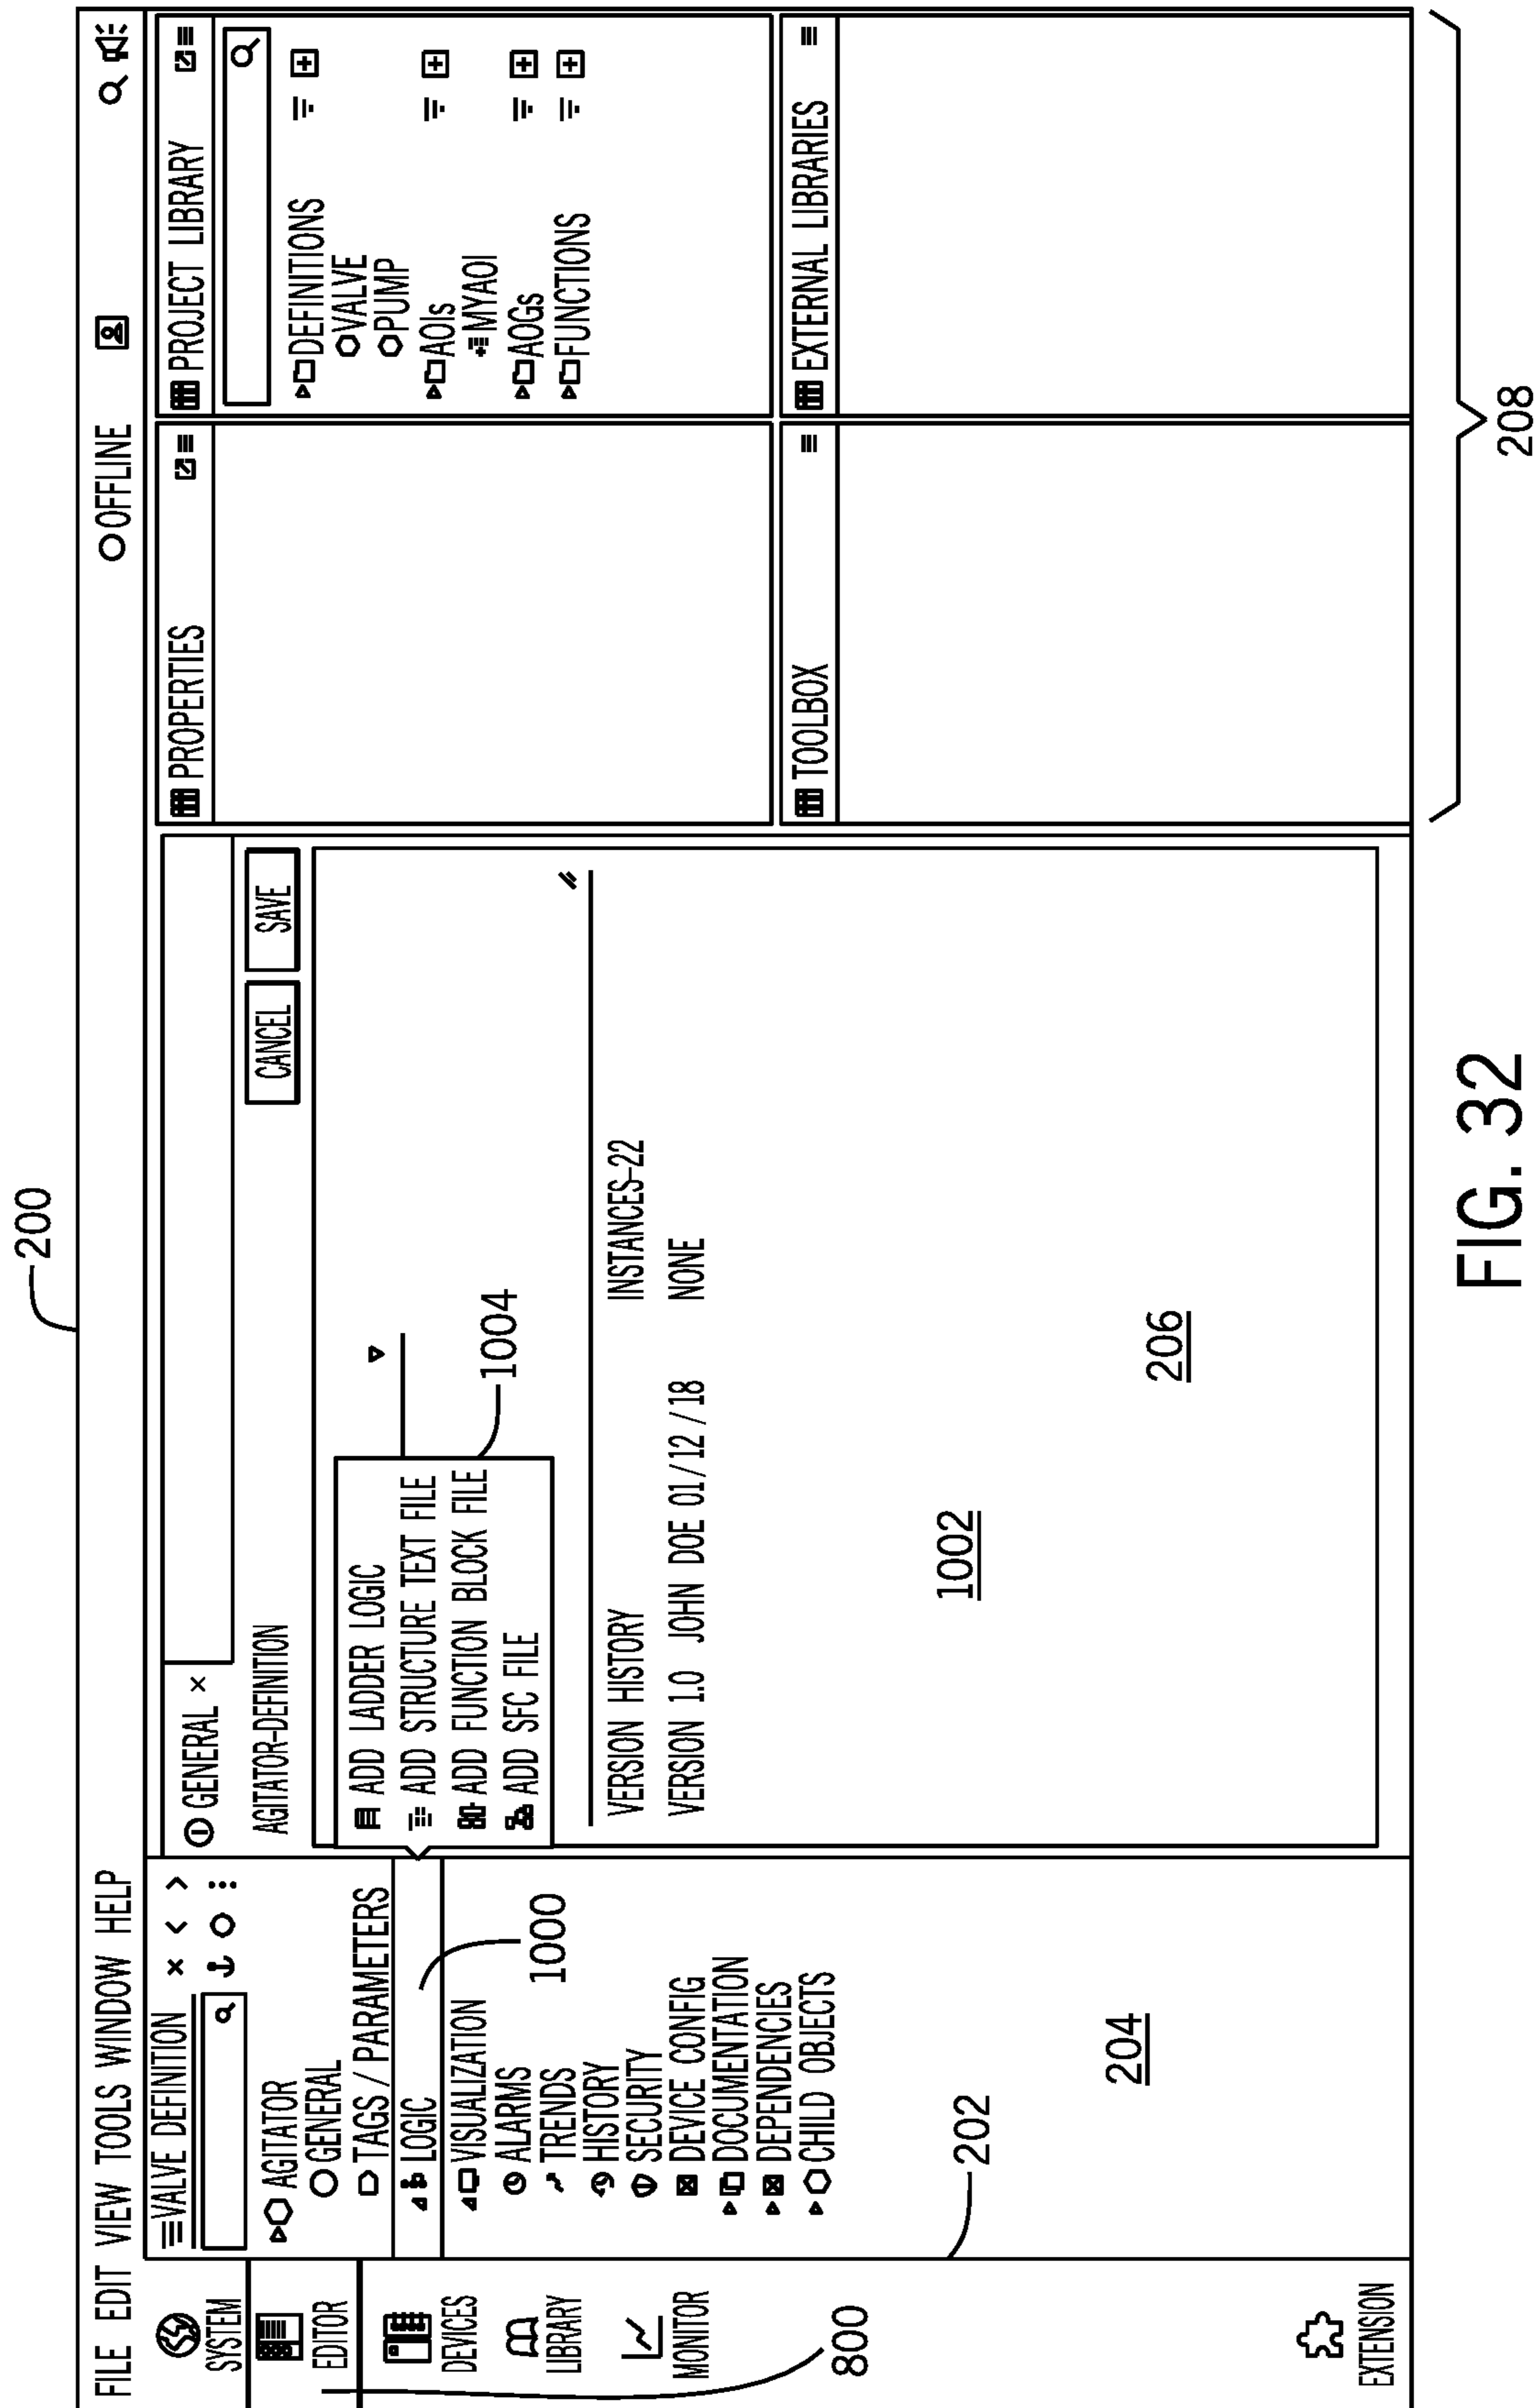 200
FILE EDIT VIEW TOOLS WINDOW HELP
OFFLINE
SYSTEM
EDITOR
DEVICES
LIBRARY
MONITOR
EXTENSION
800
VALVE DEFINITION
AGITATOR
GENERAL
TAGS / PARAMETERS
LOGIC
VISUALIZATION
ALARMS
TRENDS
HISTORY
SECURITY
DEVICE CONFIG
DOCUMENTATION
DEPENDENCIES
CHILD OBJECTS
1000
202
204
GENERAL ×
AGITATOR-DEFINITION
CANCEL
SAVE
ADD LADDER LOGIC
ADD STRUCTURE TEXT FILE
ADD FUNCTION BLOCK FILE
ADD SFC FILE
1004
VERSION HISTORY INSTANCES-22
VERSION 1.0 JOHN DOE 01/12/18 NONE
1002
206
PROPERTIES
PROJECT LIBRARY
DEFINITIONS
VALVE
PUMP
AOIs
MYAOI
AOGs
FUNCTIONS
TOOLBOX
EXTERNAL LIBRARIES
208
FIG. 32